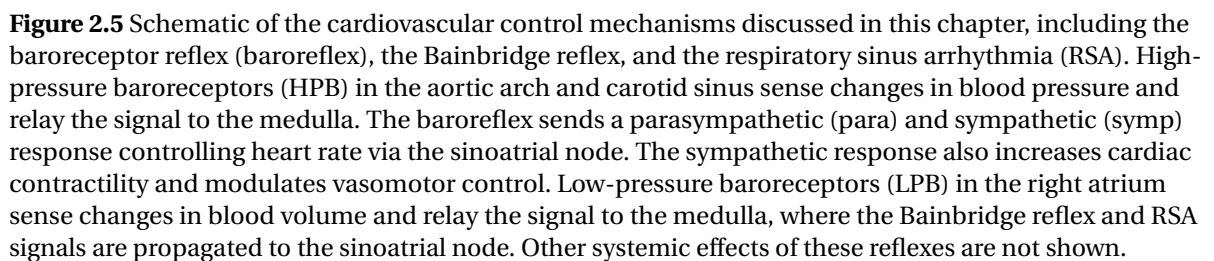 Figure 2.5 Schematic of the cardiovascular control mechanisms discussed in this chapter, including the
baroreceptor reflex (baroreflex), the Bainbridge reflex, and the respiratory sinus arrhythmia (RSA). High-
pressure baroreceptors (HPB) in the aortic arch and carotid sinus sense changes in blood pressure and
relay the signal to the medulla. The baroreflex sends a parasympathetic (para) and sympathetic (symp)
response controlling heart rate via the sinoatrial node. The sympathetic response also increases cardiac
contractility and modulates vasomotor control. Low-pressure baroreceptors (LPB) in the right atrium
sense changes in blood volume and relay the signal to the medulla, where the Bainbridge reflex and RSA
signals are propagated to the sinoatrial node. Other systemic effects of these reflexes are not shown.